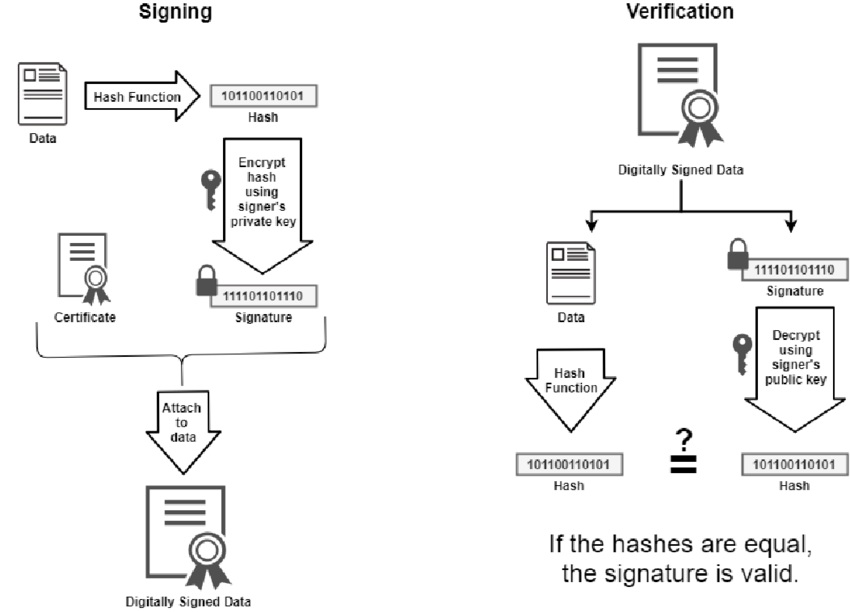 Signing
Data
Hash Function
101100110101
Hash
Encrypt
hash
using
signer's
private key
Certificate
111101101110
Signature
Attach
to
data
Digitally Signed Data
Verification
Digitally Signed Data
Data
111101101110
Signature
Hash
Function
Decrypt
using
signer's
public key
101100110101
Hash
?
=
101100110101
Hash
If the hashes are equal,
the signature is valid.